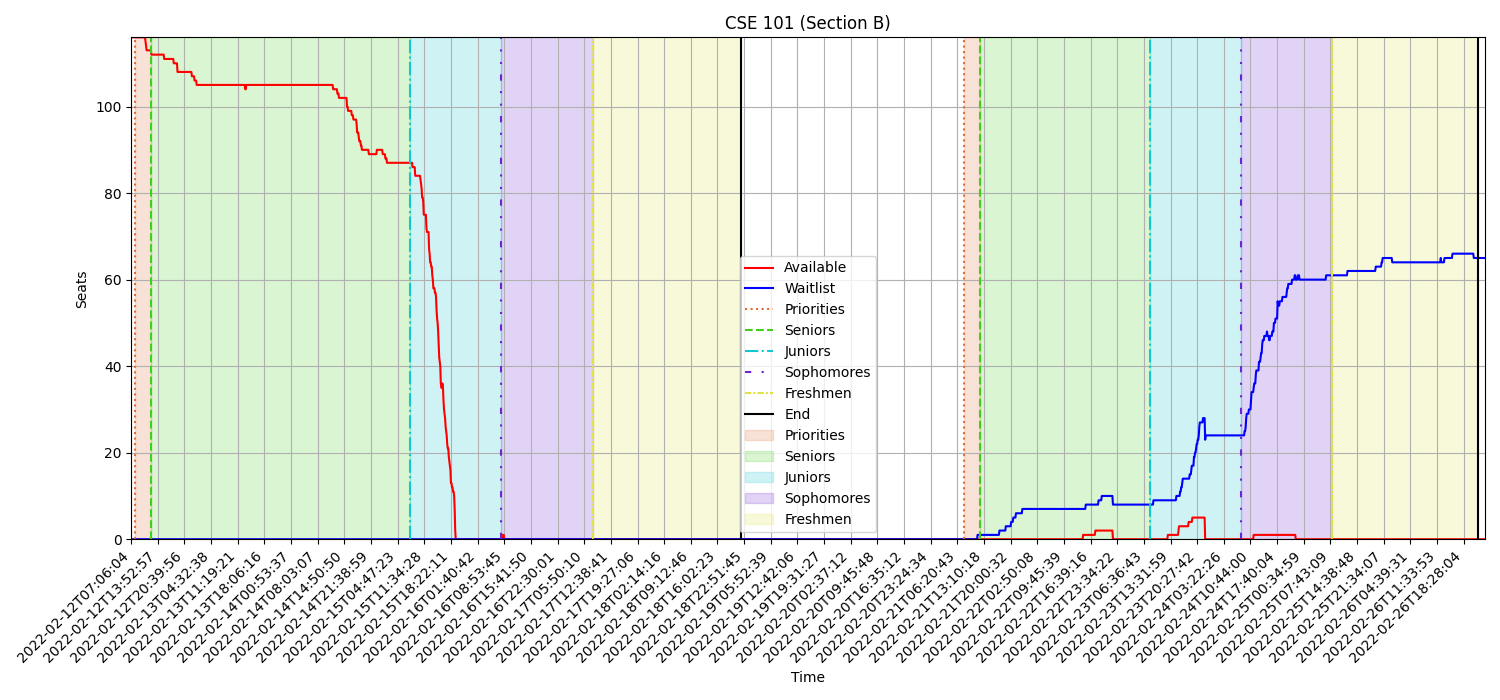 CSE 101 (Section B)
Seats
100
80
60
40
20
0
Available
Waitlist
Priorities
Seniors
Juniors
Sophomores
Freshmen
End
Priorities
Seniors
Juniors
Sophomores
Freshmen
2022-02-12T07:06:04
2022-02-12T13:52:57
2022-02-12T20:39:56
2022-02-13T04:32:38
2022-02-13T11:19:21
2022-02-13T18:06:16
2022-02-14T00:53:37
2022-02-14T08:03:07
2022-02-14T14:50:50
2022-02-14T21:38:59
2022-02-15T04:47:23
2022-02-15T11:34:28
2022-02-15T18:22:11
2022-02-16T01:40:42
2022-02-16T08:53:45
2022-02-16T15:41:50
2022-02-16T22:30:01
2022-02-17T05:50:10
2022-02-17T12:38:41
2022-02-17T19:27:06
2022-02-18T02:14:16
2022-02-18T09:12:46
2022-02-18T16:02:23
2022-02-18T22:51:45
2022-02-19T05:52:39
2022-02-19T12:42:06
2022-02-19T19:31:27
2022-02-20T02:37:12
2022-02-20T09:45:48
2022-02-20T16:35:12
2022-02-20T23:24:34
2022-02-21T06:20:43
2022-02-21T13:10:18
2022-02-21T20:00:32
2022-02-22T02:50:08
2022-02-22T09:45:39
2022-02-22T16:39:16
2022-02-22T23:34:22
2022-02-23T06:36:43
2022-02-23T13:31:59
2022-02-23T20:27:42
2022-02-24T03:22:26
2022-02-24T10:44:00
2022-02-24T17:40:04
2022-02-25T00:34:59
2022-02-25T07:43:09
2022-02-25T14:38:48
2022-02-25T21:34:07
2022-02-26T04:39:31
2022-02-26T11:33:53
2022-02-26T18:28:04
Time